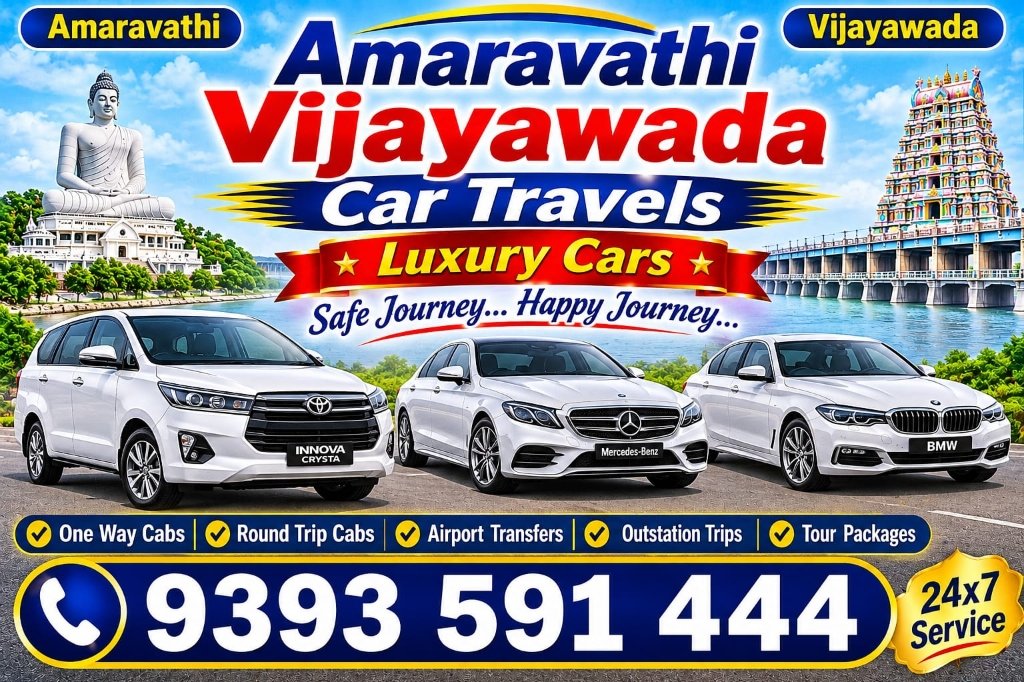 Amaravathi
Vijayawada
Amaravathi
Vijayawada
Car Travels
Luxury Cars
Safe Journey... Happy Journey...
INNOVA
CRYSTA
Mercedes-Benz
BMW
One Way Cabs
Round Trip Cabs
Airport Transfers
Outstation Trips
Tour Packages
9393 591 444
24x7
Service